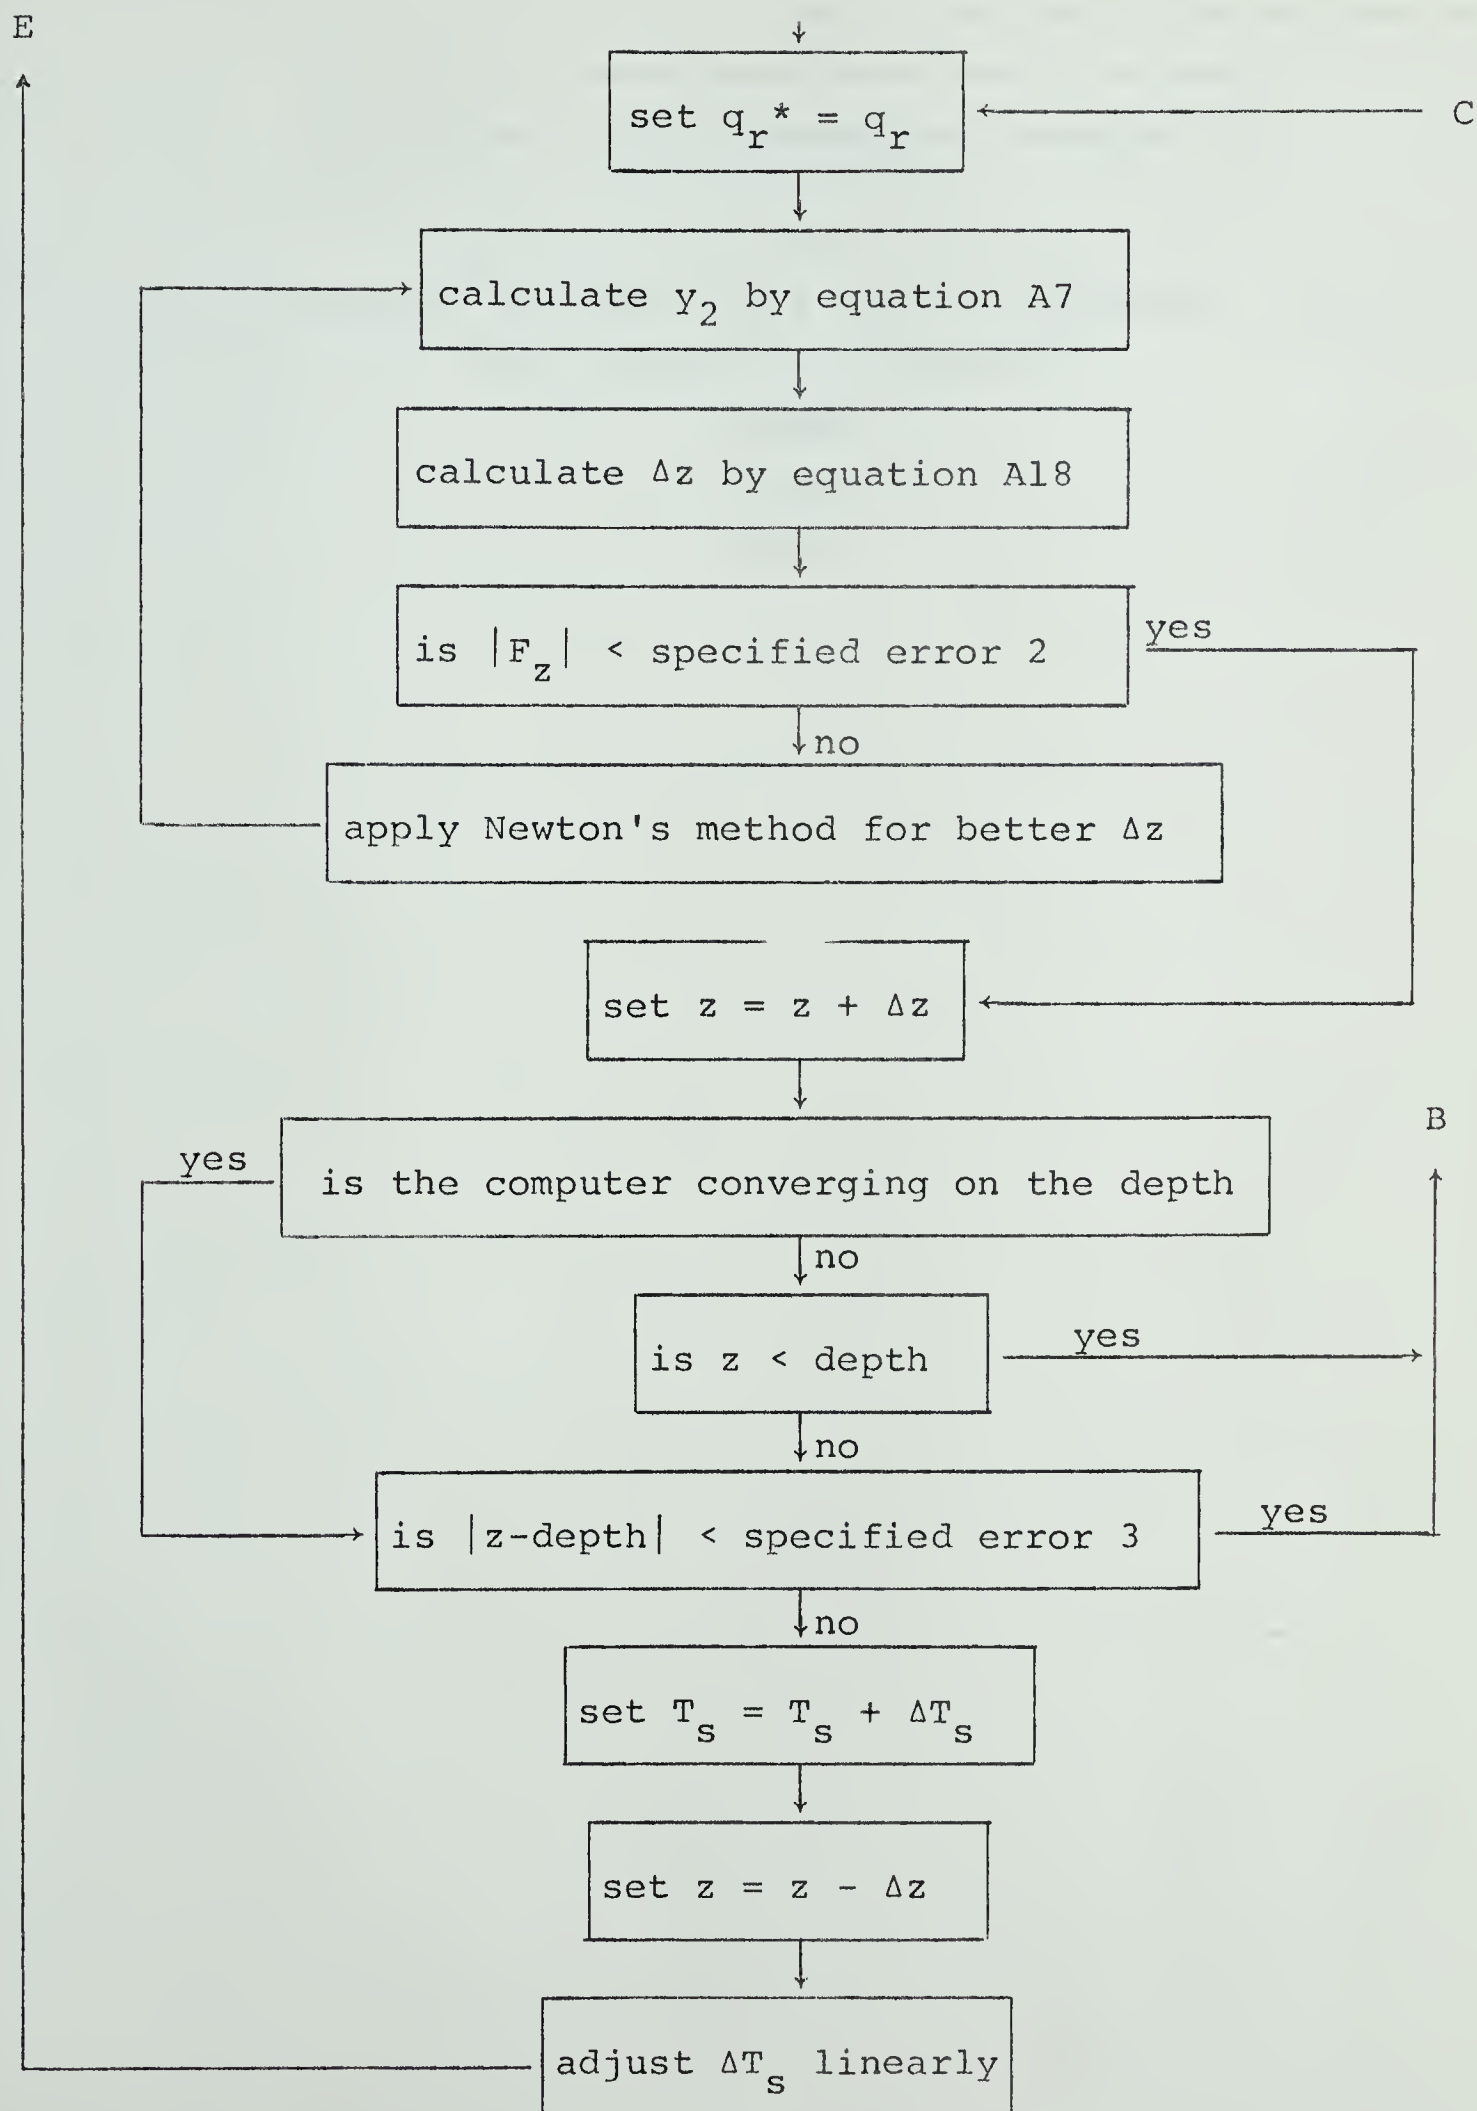 E
set q_r* = q_r
C
calculate y_2 by equation A7
calculate Δz by equation A18
is |F_z| < specified error 2
yes
no
apply Newton's method for better Δz
set z = z + Δz
B
yes
is the computer converging on the depth
no
is z < depth
yes
no
is |z-depth| < specified error 3
yes
no
set T_s = T_s + ΔT_s
set z = z - Δz
adjust ΔT_s linearly